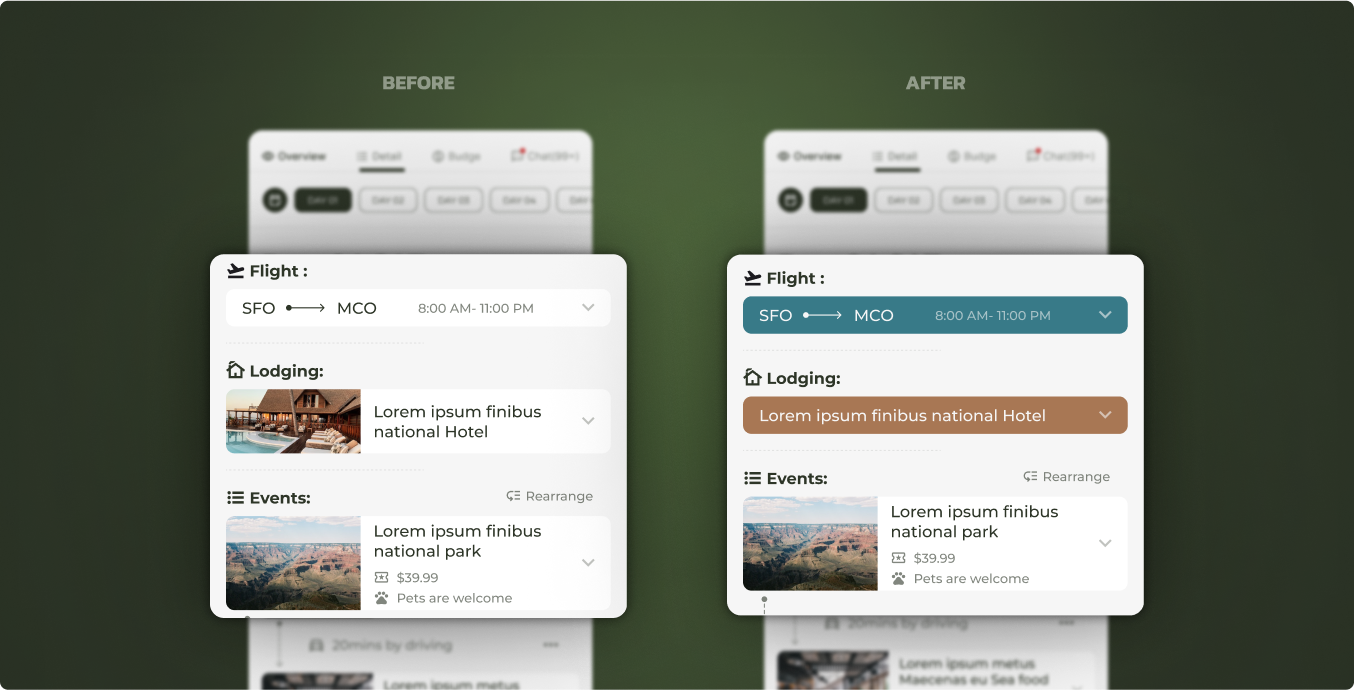 BEFORE
Overview
Detail
Budge
Chat(99+)
DAY 01
DAY 02
DAY 03
DAY 04
DAY
Flight :
SFO MCO 8:00 AM- 11:00 PM
Lodging:
Lorem ipsum finibus
national Hotel
Events:
Rearrange
Lorem ipsum finibus
national park
$39.99
Pets are welcome
20mins by driving
Lorem ipsum metus
AFTER
Overview
Detail
Budge
Chat(99+)
DAY 01
DAY 02
DAY 03
DAY 04
DAY
Flight :
SFO MCO 8:00 AM- 11:00 PM
Lodging:
Lorem ipsum finibus national Hotel
Events:
Rearrange
Lorem ipsum finibus
national park
$39.99
Pets are welcome
20mins by driving
Lorem ipsum metus
Maecenas eu Sea food